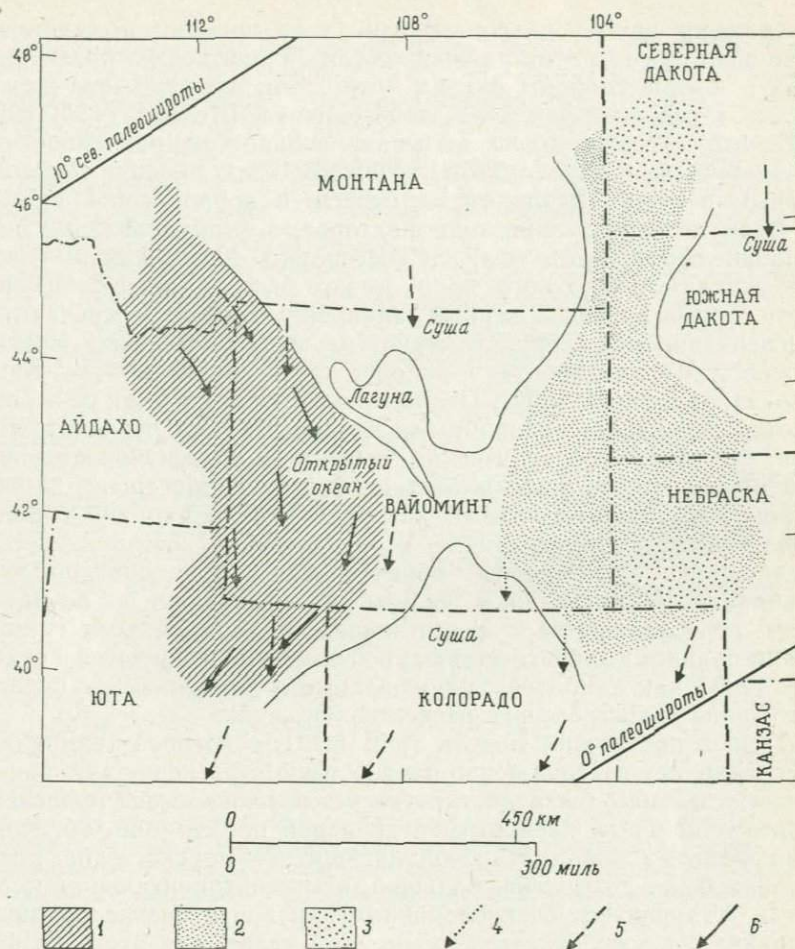 112° 108° 104°
48°
СЕВЕРНАЯ
ДАКОТА
10° сев. палеошироты
МОНТАНА
46°
Суша
ЮЖНАЯ
ДАКОТА
Суша
44°
Лагуна
АЙДАХО
Открытый
океан
НЕБРАСКА
42°
ВАЙОМИНГ
Суша
40°
ЮТА
КОЛОРАДО
0° палеошироты
КАНЗАС
0 450 км
0 300 миль
1 2 3 4 5 6